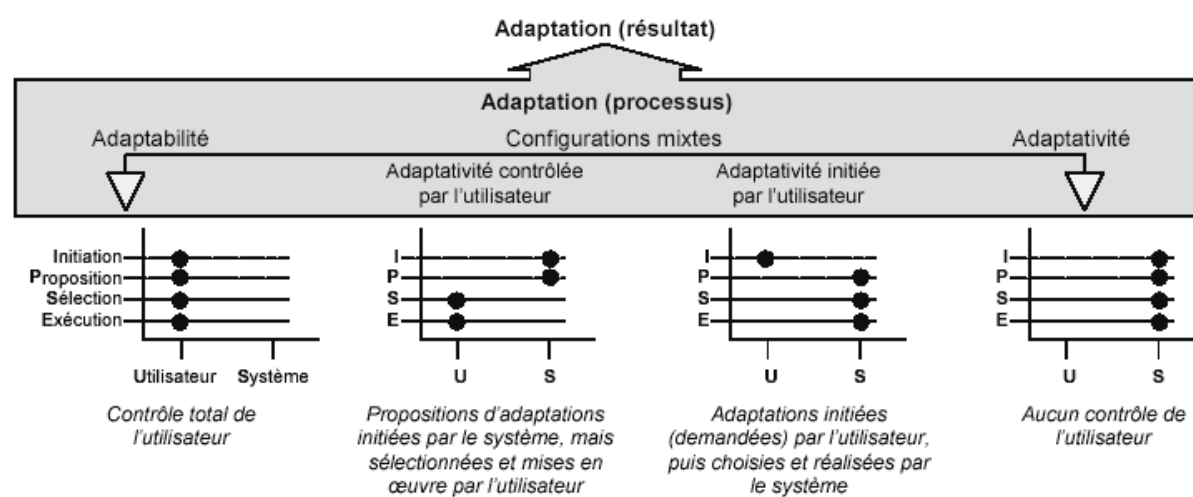 Adaptation (résultat)
Adaptation (processus)
Adaptabilité
Configurations mixtes
Adaptativité
Adaptativité contrôlée
par l'utilisateur
Adaptativité initiée
par l'utilisateur
Initiation
Proposition
Sélection
Exécution
Utilisateur Système
Contrôle total de
l'utilisateur
I
P
S
E
U S
Propositions d'adaptations
initiées par le système, mais
sélectionnées et mises en
œuvre par l'utilisateur
I
P
S
E
U S
Adaptations initiées
(demandées) par l'utilisateur,
puis choisies et réalisées par
le système
I
P
S
E
U S
Aucun contrôle de
l'utilisateur